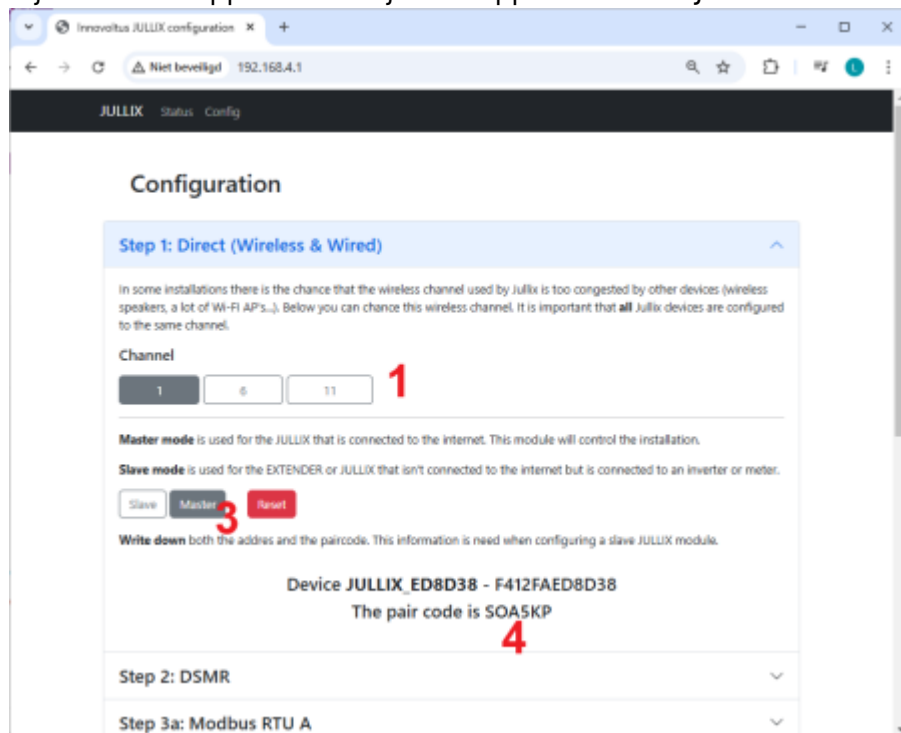 Innovoltus JULLIX configuration
Niet beveiligd 192.168.4.1
L
JULLIX Status Config
Configuration
Step 1: Direct (Wireless & Wired)
In some installations there is the chance that the wireless channel used by Jullix is too congested by other devices (wireless
speakers, a lot of Wi-Fi AP's...). Below you can chance this wireless channel. It is important that all Jullix devices are configured
to the same channel.
Channel
1 6 11 1
Master mode is used for the JULLIX that is connected to the internet. This module will control the installation.
Slave mode is used for the EXTENDER or JULLIX that isn't connected to the internet but is connected to an inverter or meter.
Slave Master Reset
3
Write down both the addres and the paircode. This information is need when configuring a slave JULLIX module.
Device JULLIX_ED8D38 - F412FAED8D38
The pair code is SOA5KP
4
Step 2: DSMR
Step 3a: Modbus RTU A